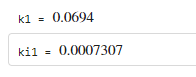 k1 = 0.0694
ki1 = 0.0007307